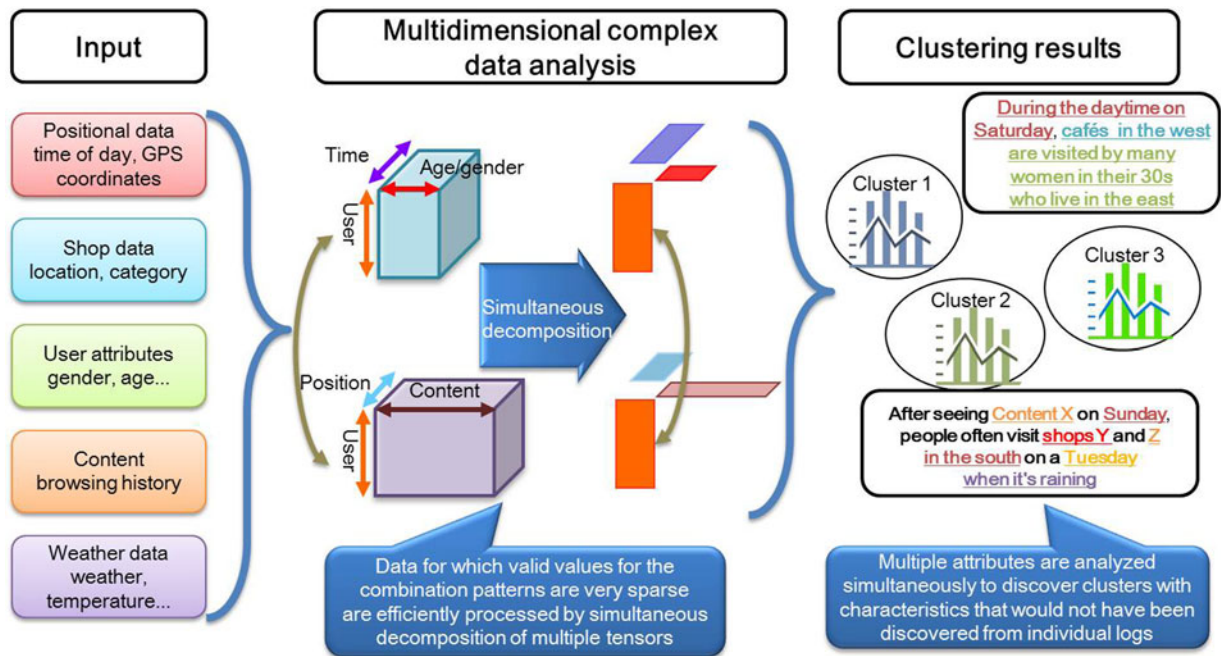 Input
Positional data
time of day, GPS
coordinates
Shop data
location, category
User attributes
gender, age...
Content
browsing history
Weather data
weather,
temperature...
Multidimensional complex
data analysis
Time
Age/gender
User
Position
Content
User
Simultaneous
decomposition
Data for which valid values for the
combination patterns are very sparse
are efficiently processed by simultaneous
decomposition of multiple tensors
Clustering results
During the daytime on
Saturday, cafés in the west
are visited by many
women in their 30s
who live in the east
Cluster 1
Cluster 3
Cluster 2
After seeing Content X on Sunday,
people often visit shops Y and Z
in the south on a Tuesday
when it's raining
Multiple attributes are analyzed
simultaneously to discover clusters with
characteristics that would not have been
discovered from individual logs